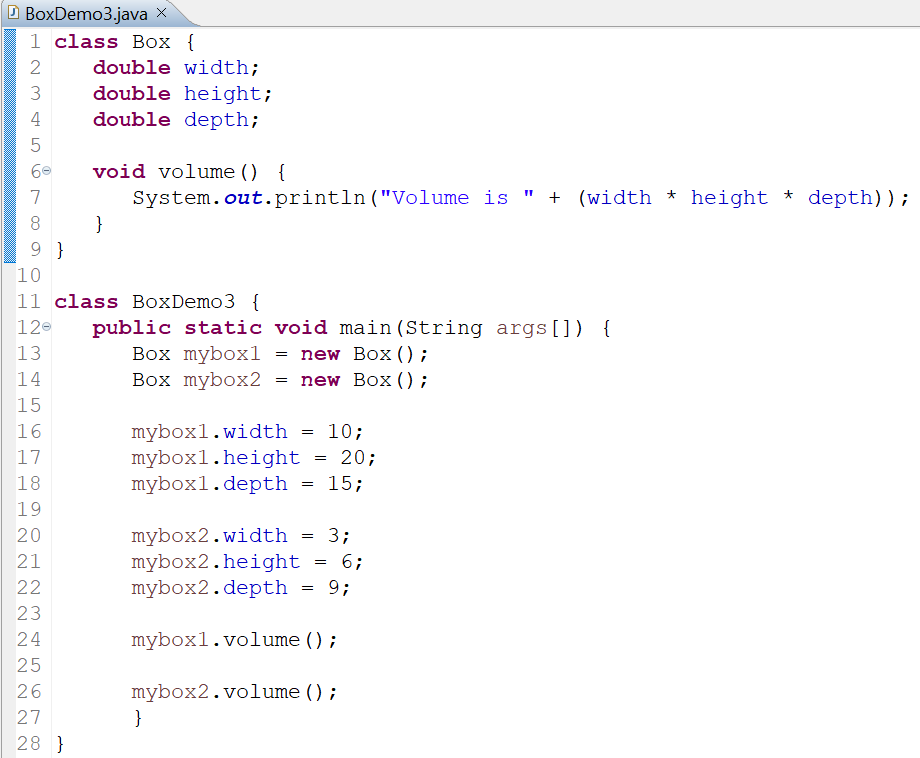 BoxDemo3.java
1 class Box {
2 double width;
3 double height;
4 double depth;
5
6 void volume() {
7 System.out.println("Volume is " + (width * height * depth));
8 }
9 }
10
11 class BoxDemo3 {
12 public static void main(String args[]) {
13 Box mybox1 = new Box();
14 Box mybox2 = new Box();
15
16 mybox1.width = 10;
17 mybox1.height = 20;
18 mybox1.depth = 15;
19
20 mybox2.width = 3;
21 mybox2.height = 6;
22 mybox2.depth = 9;
23
24 mybox1.volume();
25
26 mybox2.volume();
27 }
28 }